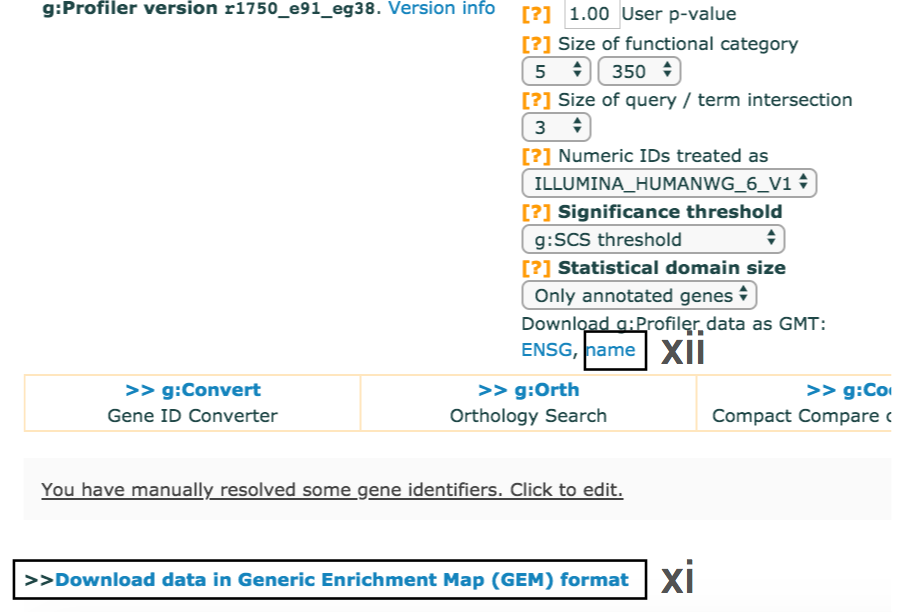 g:Profiler version r1750_e91_eg38. Version info
[?] 1.00 User p-value
[?] Size of functional category
5 350
[?] Size of query / term intersection
3
[?] Numeric IDs treated as
ILLUMINA_HUMANWG_6_V1
[?] Significance threshold
g:SCS threshold
[?] Statistical domain size
Only annotated genes
Download g:Profiler data as GMT:
ENSG, name xii
>> g:Convert >> g:Orth >> g:Co
Gene ID Converter Orthology Search Compact Compare
You have manually resolved some gene identifiers. Click to edit.
>>Download data in Generic Enrichment Map (GEM) format xi